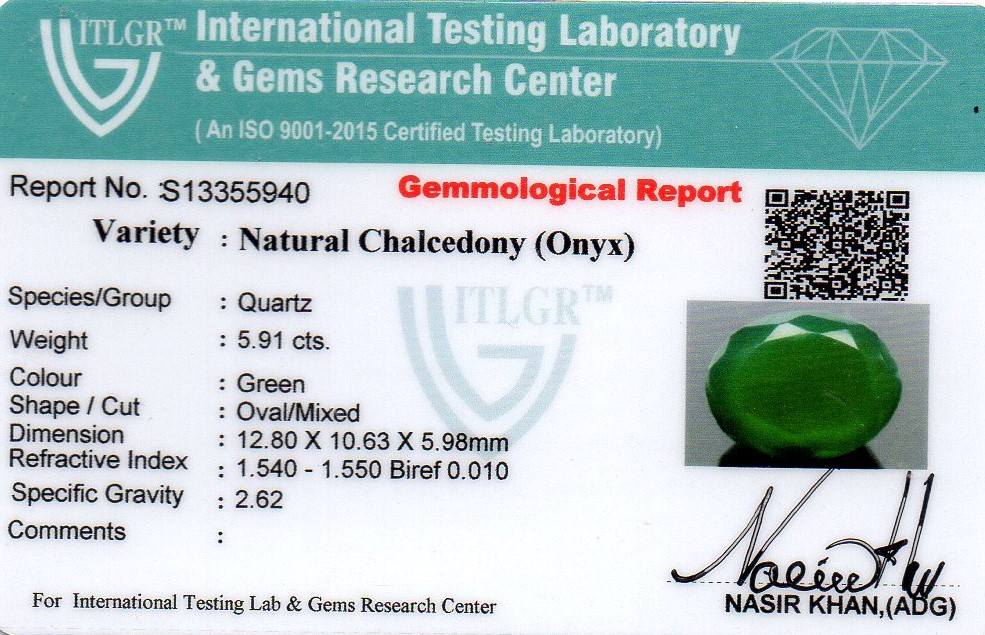 ITLGR™ International Testing Laboratory
& Gems Research Center
( An ISO 9001-2015 Certified Testing Laboratory)
Report No. :S13355940
Gemmological Report
Variety : Natural Chalcedony (Onyx)
ITLGR™
Species/Group : Quartz
Weight : 5.91 cts.
Colour : Green
Shape / Cut : Oval/Mixed
Dimension : 12.80 X 10.63 X 5.98mm
Refractive Index : 1.540 - 1.550 Biref 0.010
Specific Gravity : 2.62
Comments :
NASIR KHAN,(ADG)
For International Testing Lab & Gems Research Center